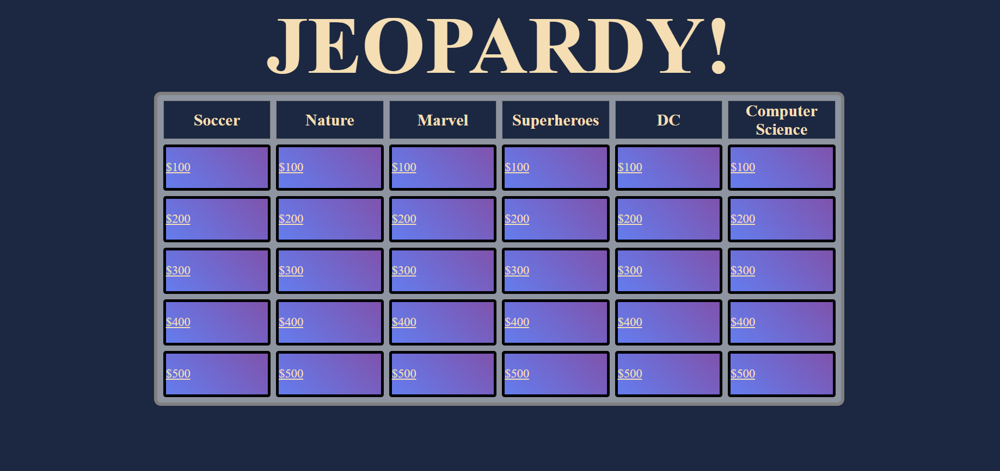 JEOPARDY!
Soccer Nature Marvel Superheroes DC Computer Science
$100 $100 $100 $100 $100 $100
$200 $200 $200 $200 $200 $200
$300 $300 $300 $300 $300 $300
$400 $400 $400 $400 $400 $400
$500 $500 $500 $500 $500 $500